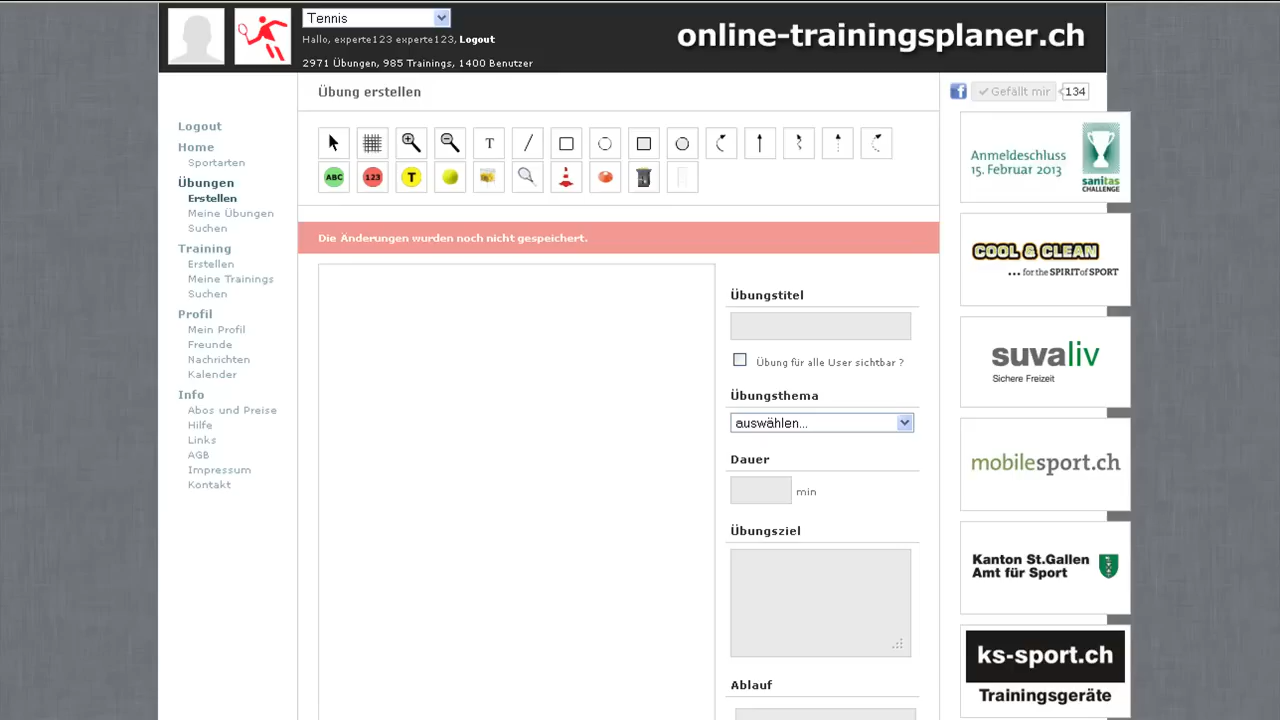 Tennis
online-trainingsplaner.ch
Hallo, experte123 experte123, Logout
2971 Übungen, 985 Trainings, 1400 Benutzer
Übung erstellen
Gefällt mir
134
Logout
Home
Sportarten
Übungen
Erstellen
Meine Übungen
Suchen
Training
Erstellen
Meine Trainings
Suchen
Profil
Mein Profil
Freunde
Nachrichten
Kalender
Info
Abos und Preise
Hilfe
Links
AGB
Impressum
Kontakt
T
ABC
123
T
Die Änderungen wurden noch nicht gespeichert.
Übungstitel
Übung für alle User sichtbar ?
Übungsthema
auswählen...
Dauer
min
Übungsziel
Ablauf
Anmeldeschluss
15. Februar 2013
sanitas
CHALLENGE
COOL & CLEAN
... for the SPIRIT of SPORT
suvaliv
Sichere Freizeit
mobilesport.ch
Kanton St.Gallen
Amt für Sport
ks-sport.ch
Trainingsgeräte